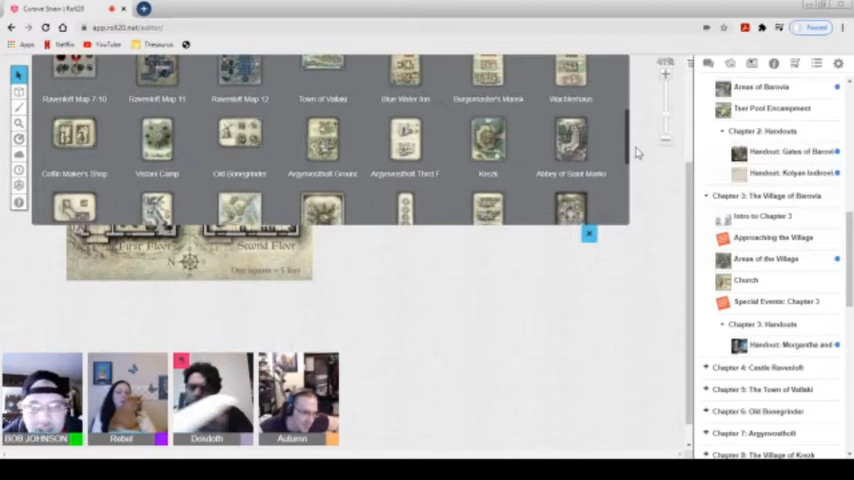 Curse of Strahd | Roll20
app.roll20.net/editor/
Paused
Apps Netflix YouTube Thesaurus
Ravenloft Map 7-10 Ravenloft Map 11 Ravenloft Map 12 Town of Vallaki Blue Water Inn Burgomaster's Mansi Wachterhaus
Coffin Maker's Shop Vistani Camp Old Bonegrinder Argynvostholt Ground Argynvostholt Third F Krezk Abbey of Saint Marko
First Floor Second Floor
N
One square = 5 feet
BOB JOHNSON Rebel Dosdoth Autumn
Areas of Barovia
Tser Pool Encampment
Chapter 2: Handouts
Handout: Gates of Barovi
Handout: Kolyan Indirovi
Chapter 3: The Village of Barovia
Intro to Chapter 3
Approaching the Village
Areas of the Village
Church
Special Events: Chapter 3
Chapter 3: Handouts
Handout: Morgantha and
Chapter 4: Castle Ravenloft
Chapter 5: The Town of Vallaki
Chapter 6: Old Bonegrinder
Chapter 7: Argynvostholt
Chapter 8: The Village of Krezk